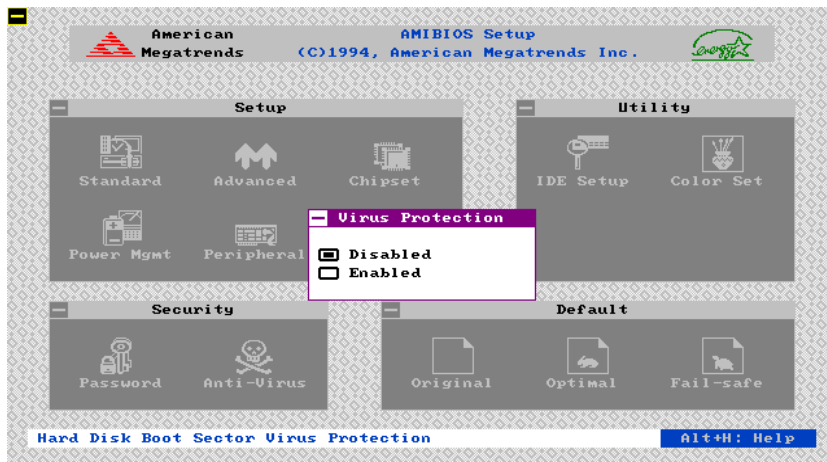 American
Megatrends
AMIBIOS Setup
(C)1994, American Megatrends Inc.
energy
Setup
Utility
Standard
Advanced
Chipset
IDE Setup
Color Set
Virus Protection
Disabled
Enabled
Power Mgmt
Peripheral
Security
Default
Password
Anti-Virus
Original
Optimal
Fail-safe
Hard Disk Boot Sector Virus Protection
Alt+H: Help